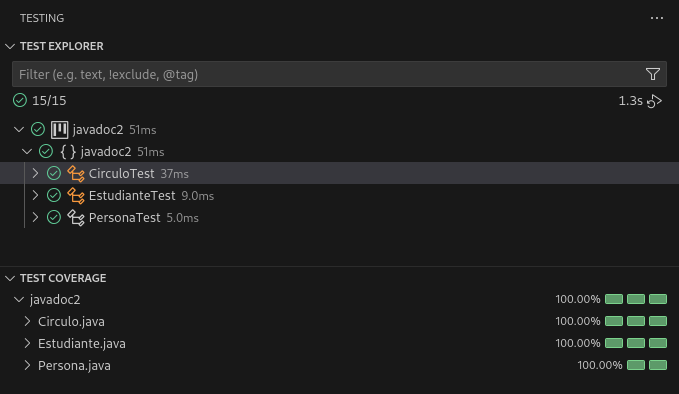 TESTING
TEST EXPLORER
Filter (e.g. text, !exclude, @tag)
15/15 1.3s
javadoc2 51ms
{ } javadoc2 51ms
CirculoTest 37ms
EstudianteTest 9.0ms
PersonaTest 5.0ms
TEST COVERAGE
javadoc2 100.00%
Circulo.java 100.00%
Estudiante.java 100.00%
Persona.java 100.00%